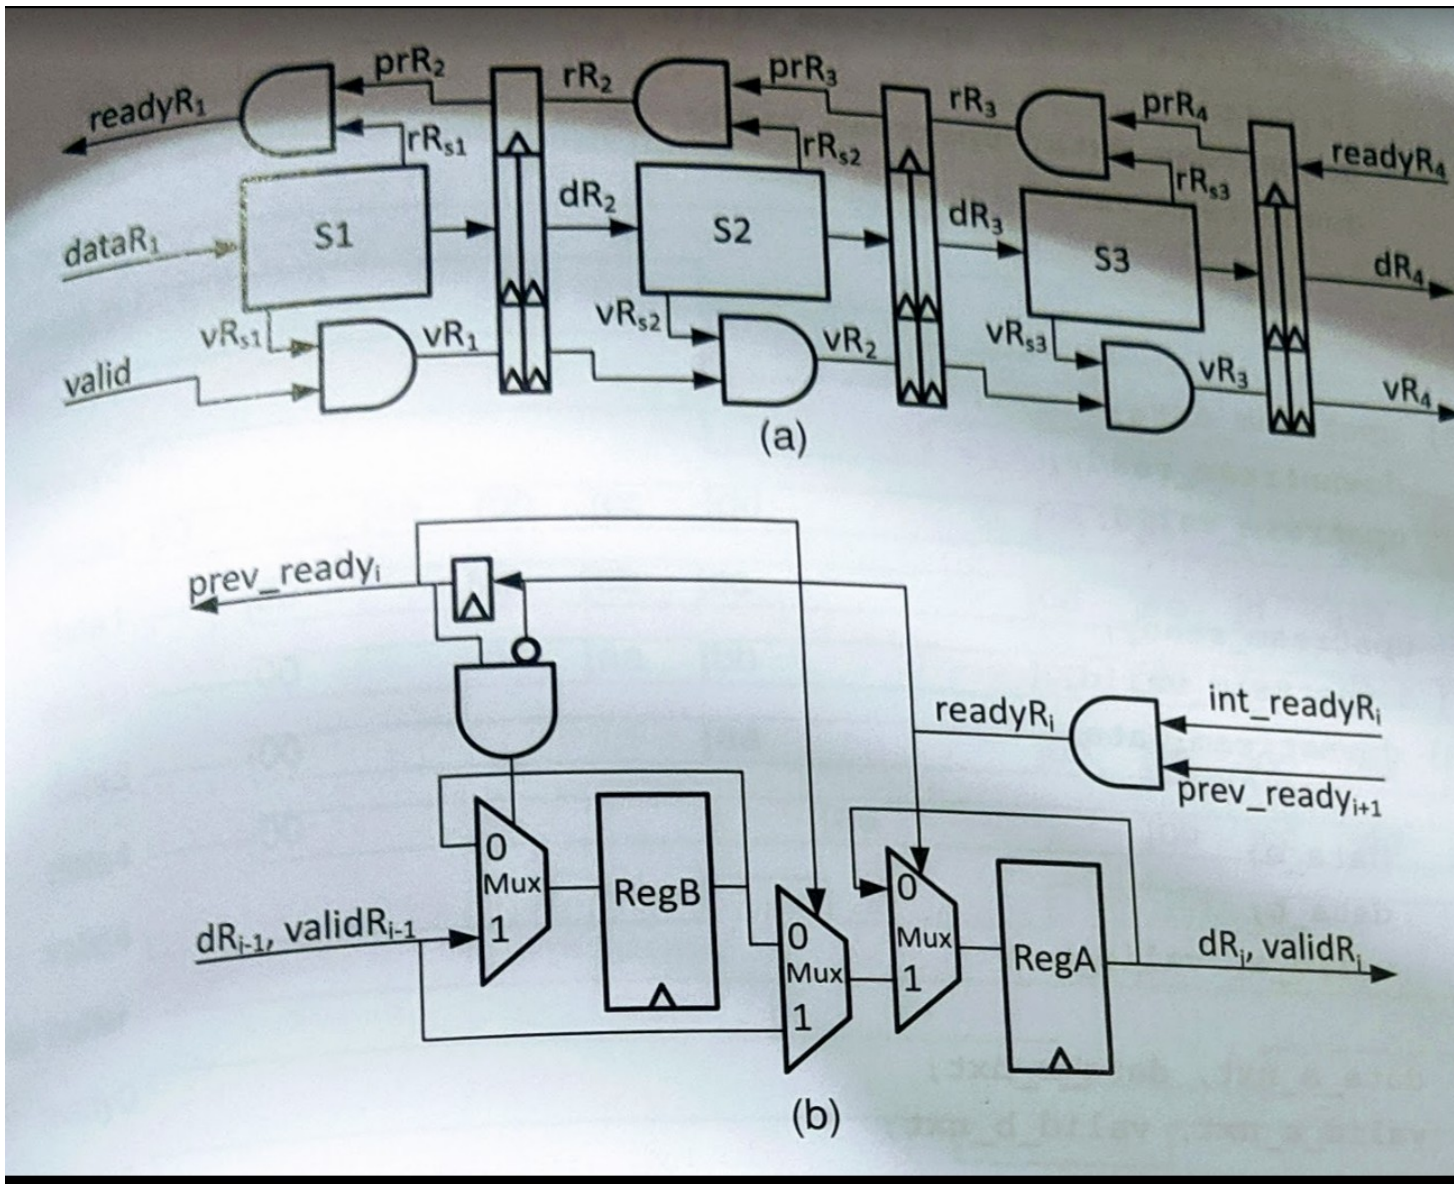 prR2 rR2 prR3 rR3 prR4
readyR1 readyR4
rRs1 rRs2 rRs3
dataR1 S1 dR2 S2 dR3 S3 dR4
vRs1 vR1 vRs2 vR2 vRs3 vR3 vR4
valid
(a)
prev_readyi
readyRi int_readyRi
prev_readyi+1
0 Mux 1 RegB
0 Mux 1
0 Mux 1 RegA
dRi-1, validRi-1
dRi, validRi
(b)